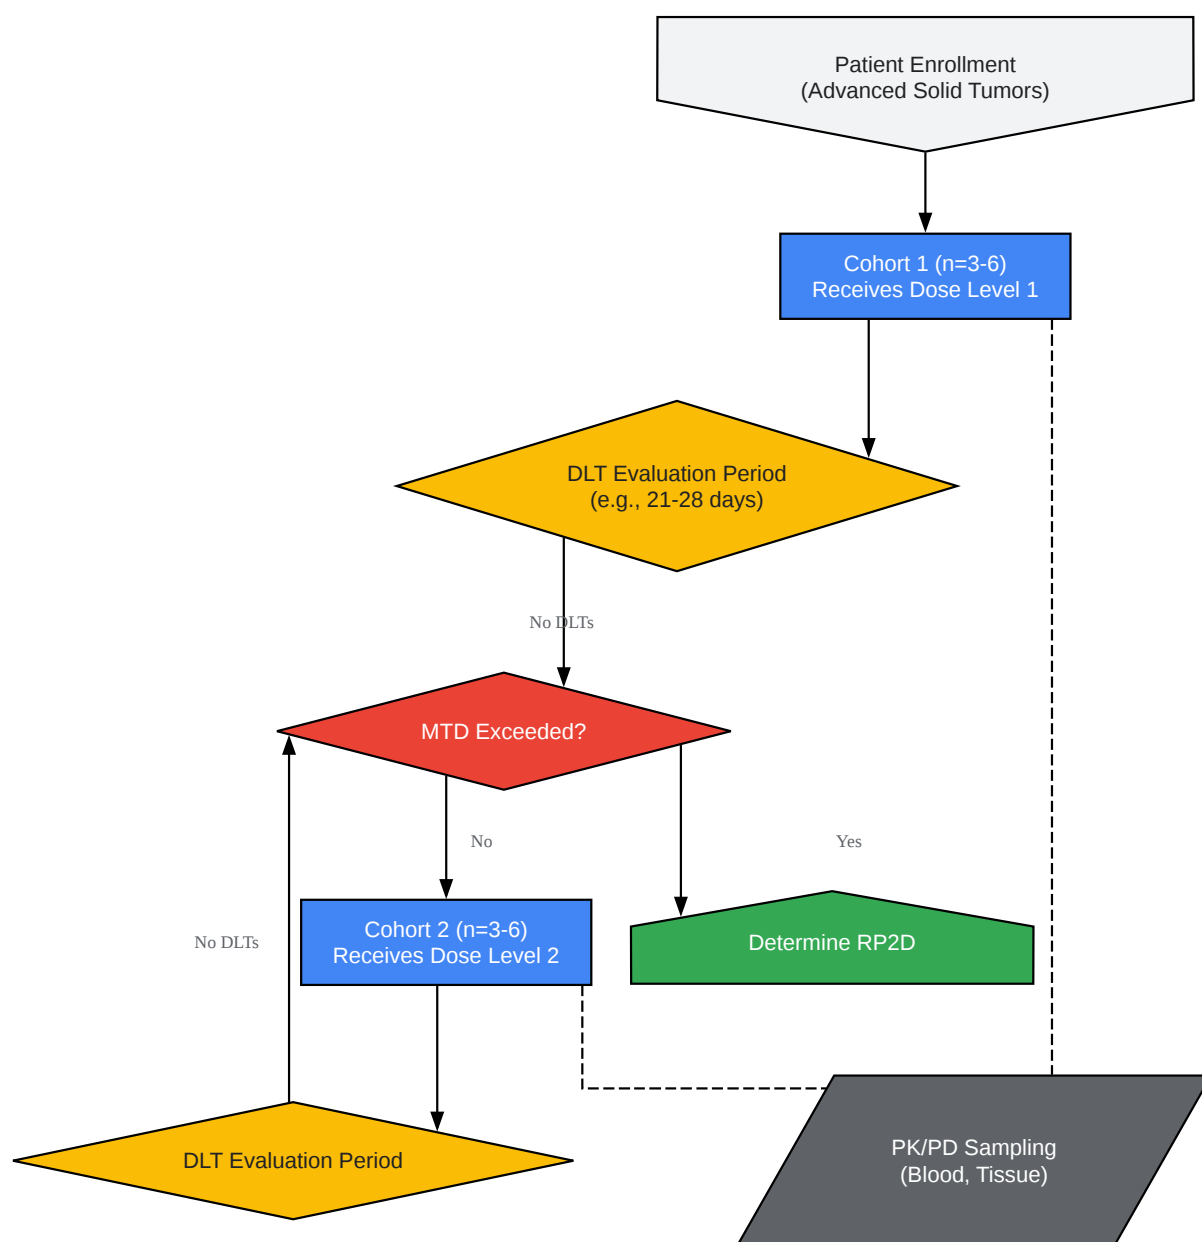 Patient Enrollment
(Advanced Solid Tumors)
Cohort 1 (n=3-6)
Receives Dose Level 1
DLT Evaluation Period
(e.g., 21-28 days)
No DLTs
MTD Exceeded?
No
Yes
Cohort 2 (n=3-6)
Receives Dose Level 2
Determine RP2D
No DLTs
DLT Evaluation Period
PK/PD Sampling
(Blood, Tissue)